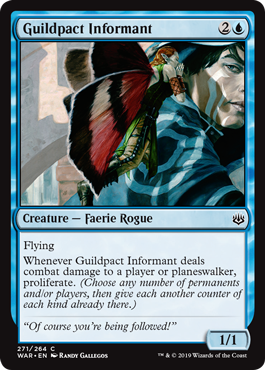 Guildpact Informant 2
Creature — Faerie Rogue
Flying
Whenever Guildpact Informant deals
combat damage to a player or planeswalker,
proliferate. (Choose any number of permanents
and/or players, then give each another counter of
each kind already there.)
"Of course you're being followed!"
1/1
271/264 C
WAR • EN RANDY GALLEGOS
™ & © 2019 Wizards of the Coast